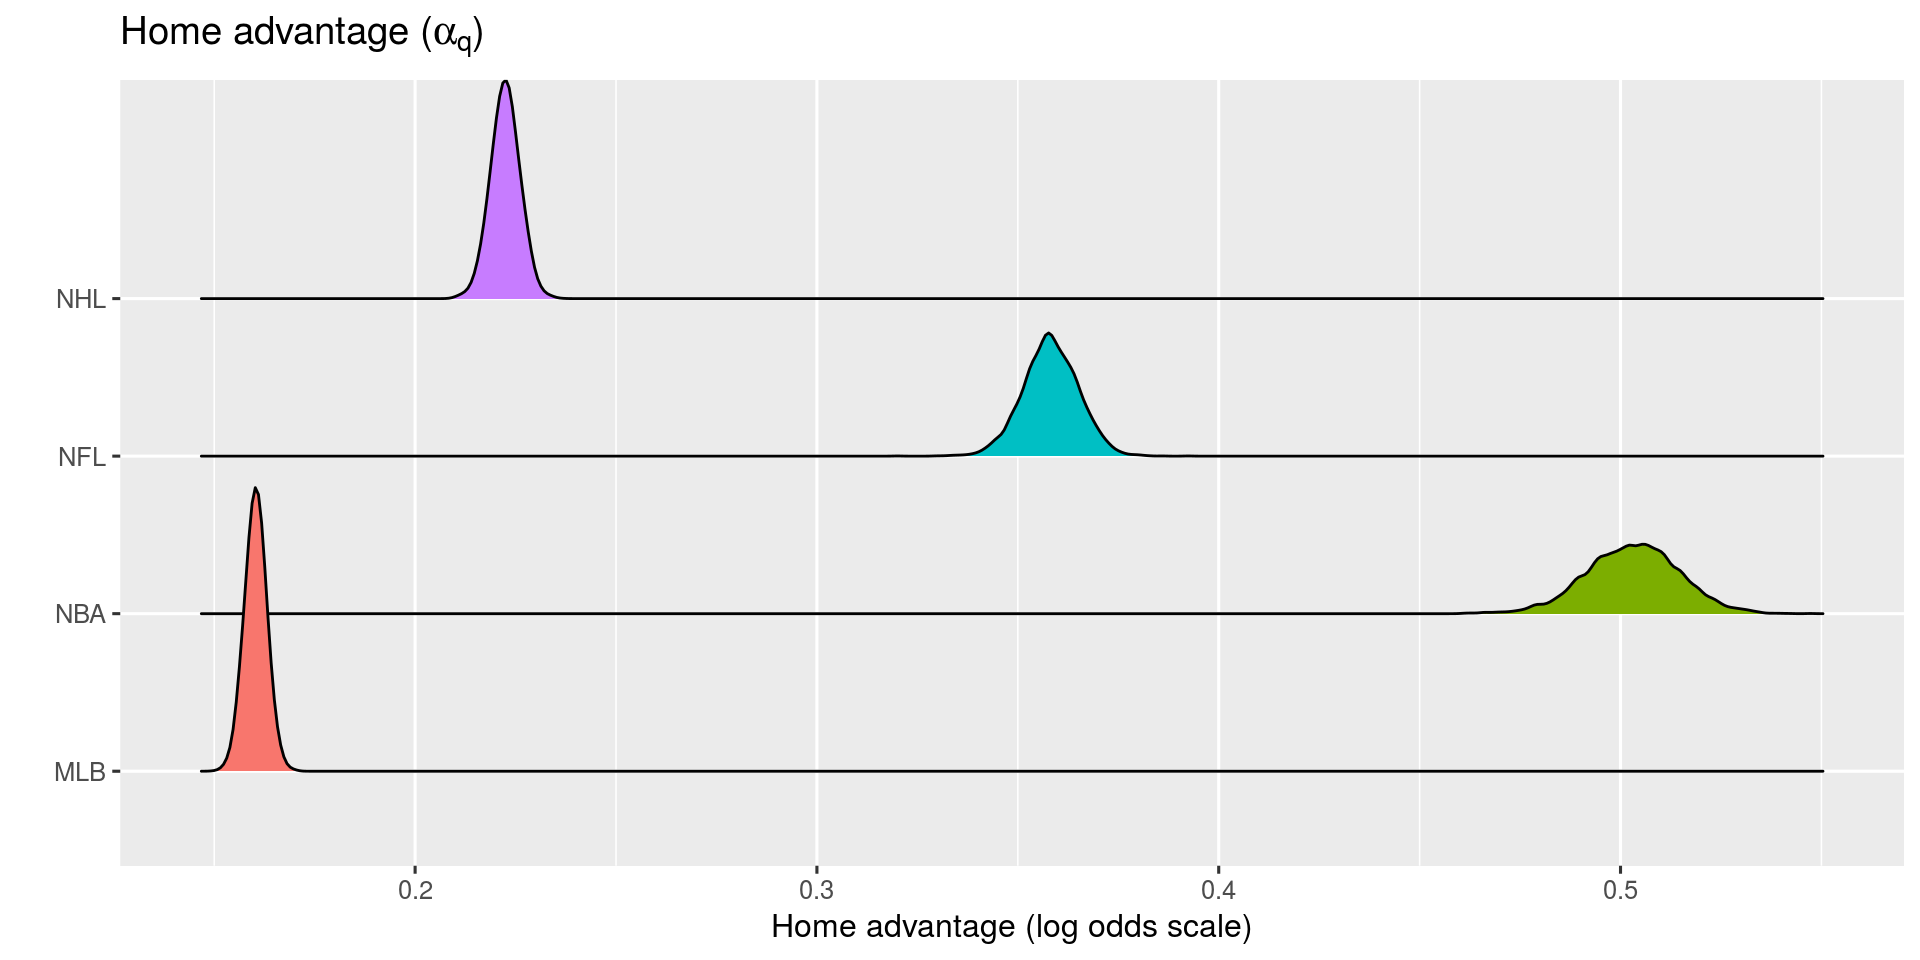 Home advantage (αq)
NHL
NFL
NBA
MLB
0.2 0.3 0.4 0.5
Home advantage (log odds scale)